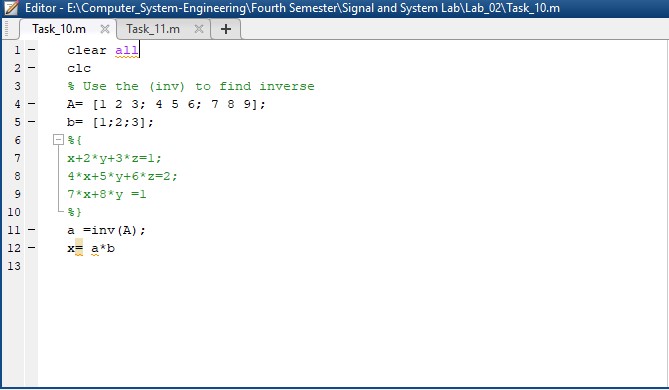 Editor - E:\Computer_System-Engineering\Fourth Semester\Signal and System Lab\Lab_02\Task_10.m
Task_10.m Task_11.m
1 clear all
2 clc
3 % Use the (inv) to find inverse
4 A= [1 2 3; 4 5 6; 7 8 9];
5 b= [1;2;3];
6 %{
7 x+2*y+3*z=1;
8 4*x+5*y+6*z=2;
9 7*x+8*y =1
10 %}
11 a =inv(A);
12 x= a*b
13